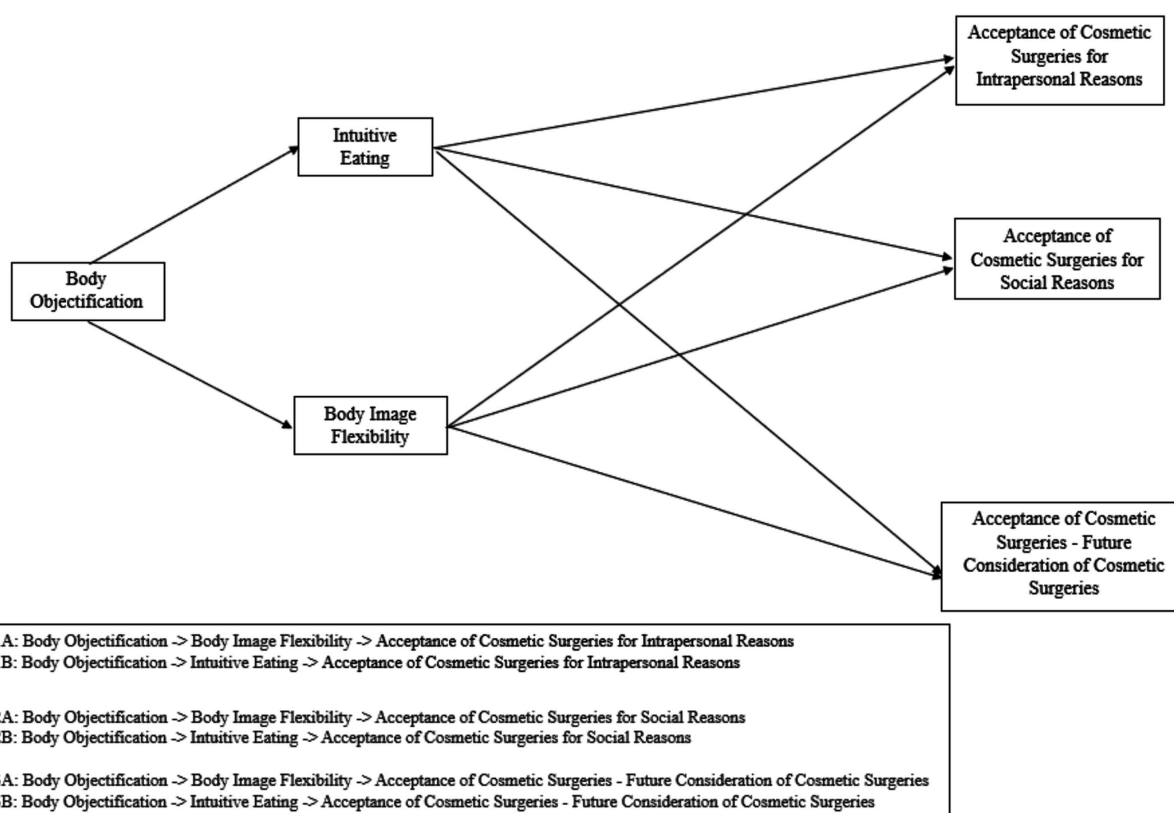 Acceptance of Cosmetic
Surgeries for
Intrapersonal Reasons
Intuitive
Eating
Acceptance of
Cosmetic Surgeries for
Social Reasons
Body
Objectification
Body Image
Flexibility
Acceptance of Cosmetic
Surgeries - Future
Consideration of Cosmetic
Surgeries
A: Body Objectification -> Body Image Flexibility -> Acceptance of Cosmetic Surgeries for Intrapersonal Reasons
B: Body Objectification -> Intuitive Eating -> Acceptance of Cosmetic Surgeries for Intrapersonal Reasons
A: Body Objectification -> Body Image Flexibility -> Acceptance of Cosmetic Surgeries for Social Reasons
B: Body Objectification -> Intuitive Eating -> Acceptance of Cosmetic Surgeries for Social Reasons
A: Body Objectification -> Body Image Flexibility -> Acceptance of Cosmetic Surgeries - Future Consideration of Cosmetic Surgeries
B: Body Objectification -> Intuitive Eating -> Acceptance of Cosmetic Surgeries - Future Consideration of Cosmetic Surgeries